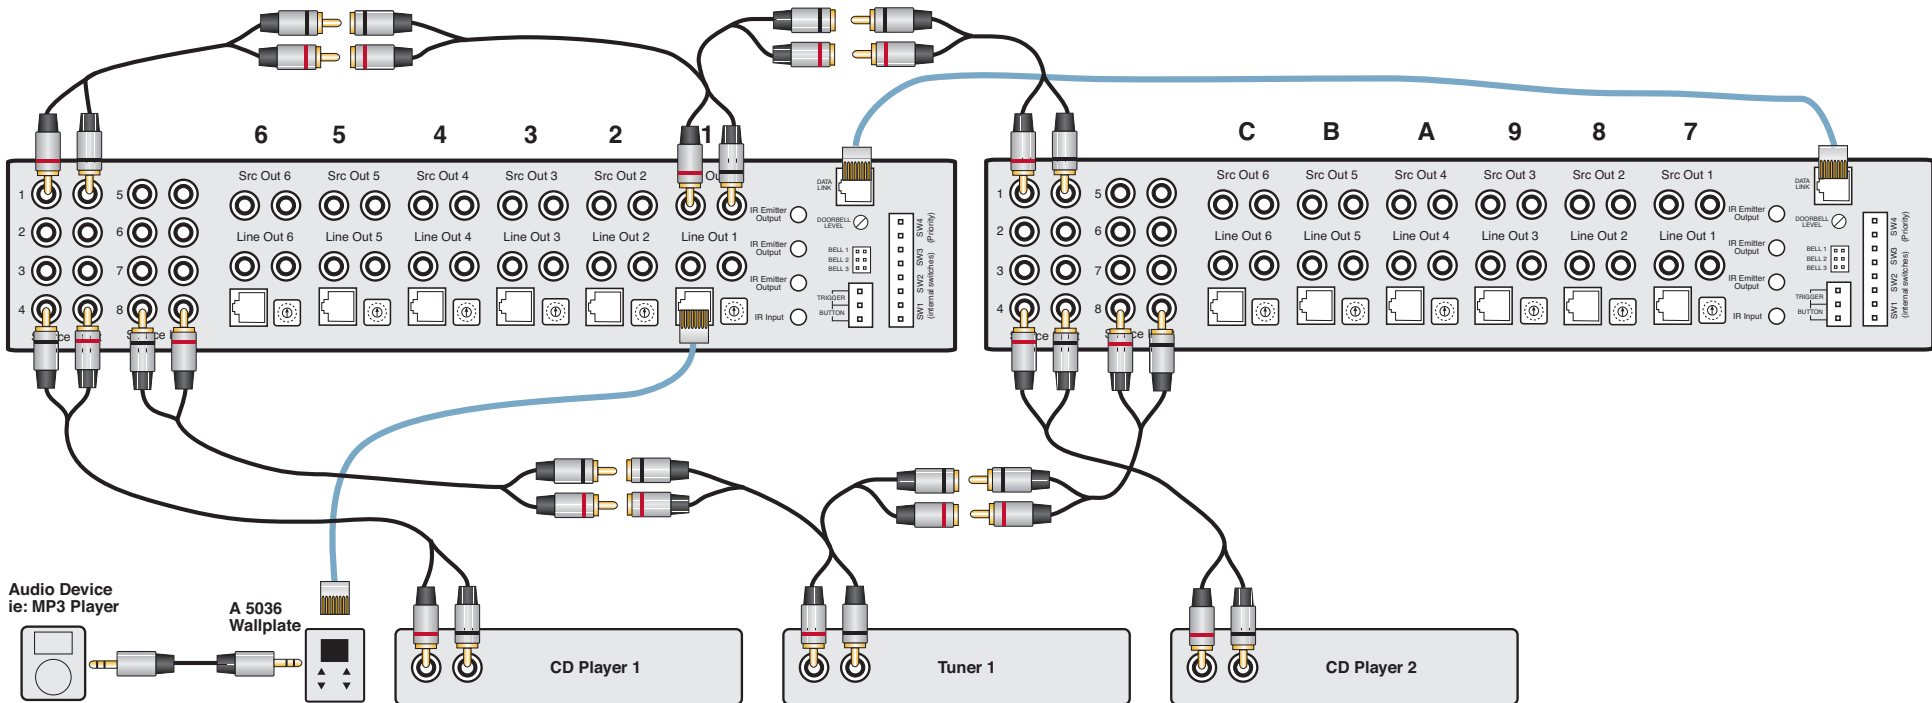 6 5 4 3 2 1
C B A 9 8 7
Src Out 6 Src Out 5 Src Out 4 Src Out 3 Src Out 2
1 5
2 6
3 7
4 8
Line Out 6 Line Out 5 Line Out 4 Line Out 3 Line Out 2 Line Out 1
IR Emitter
Output
IR Emitter
Output
IR Emitter
Output
IR Input
DATA
LINK
DOORBELL
LEVEL
BELL 1
BELL 2
BELL 3
TRIGGER
BUTTON
SW1 SW2 SW3 SW4
(internal switches) (Priority)
Src Out 6 Src Out 5 Src Out 4 Src Out 3 Src Out 2 Src Out 1
1 5
2 6
3 7
4 8
Line Out 6 Line Out 5 Line Out 4 Line Out 3 Line Out 2 Line Out 1
IR Emitter
Output
IR Emitter
Output
IR Emitter
Output
IR Input
DATA
LINK
DOORBELL
LEVEL
BELL 1
BELL 2
BELL 3
TRIGGER
BUTTON
SW1 SW2 SW3 SW4
(internal switches) (Priority)
Audio Device
ie: MP3 Player
A 5036
Wallplate
CD Player 1
Tuner 1
CD Player 2